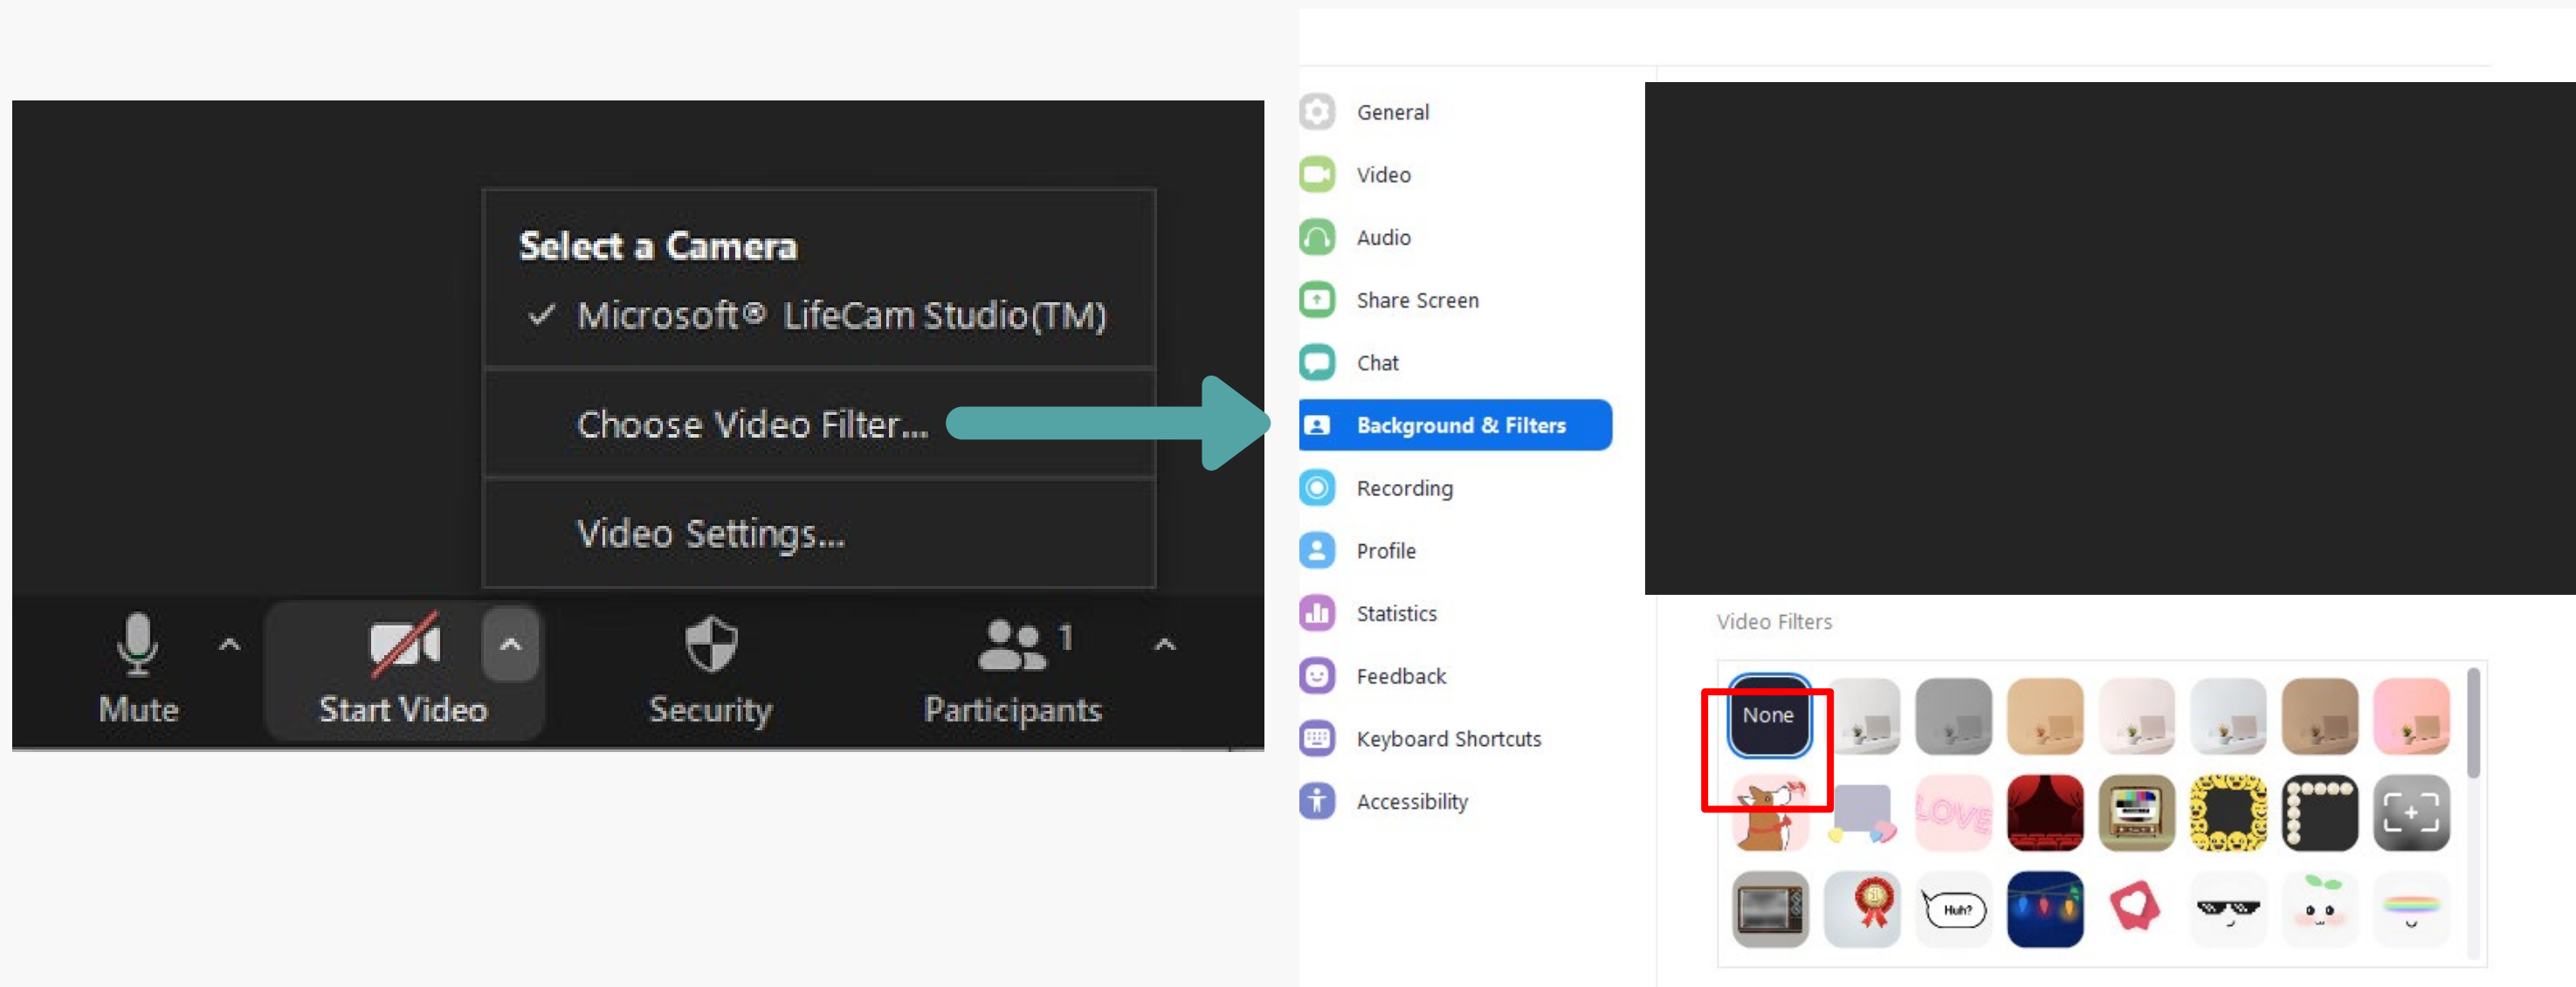 Select a Camera
✓ Microsoft® LifeCam Studio(TM)
Choose Video Filter...
Video Settings...
1
Mute
Start Video
Security
Participants
General
Video
Audio
Share Screen
Chat
Background & Filters
Recording
Profile
Statistics
Feedback
Keyboard Shortcuts
Accessibility
Video Filters
None
LOVE
Huh?